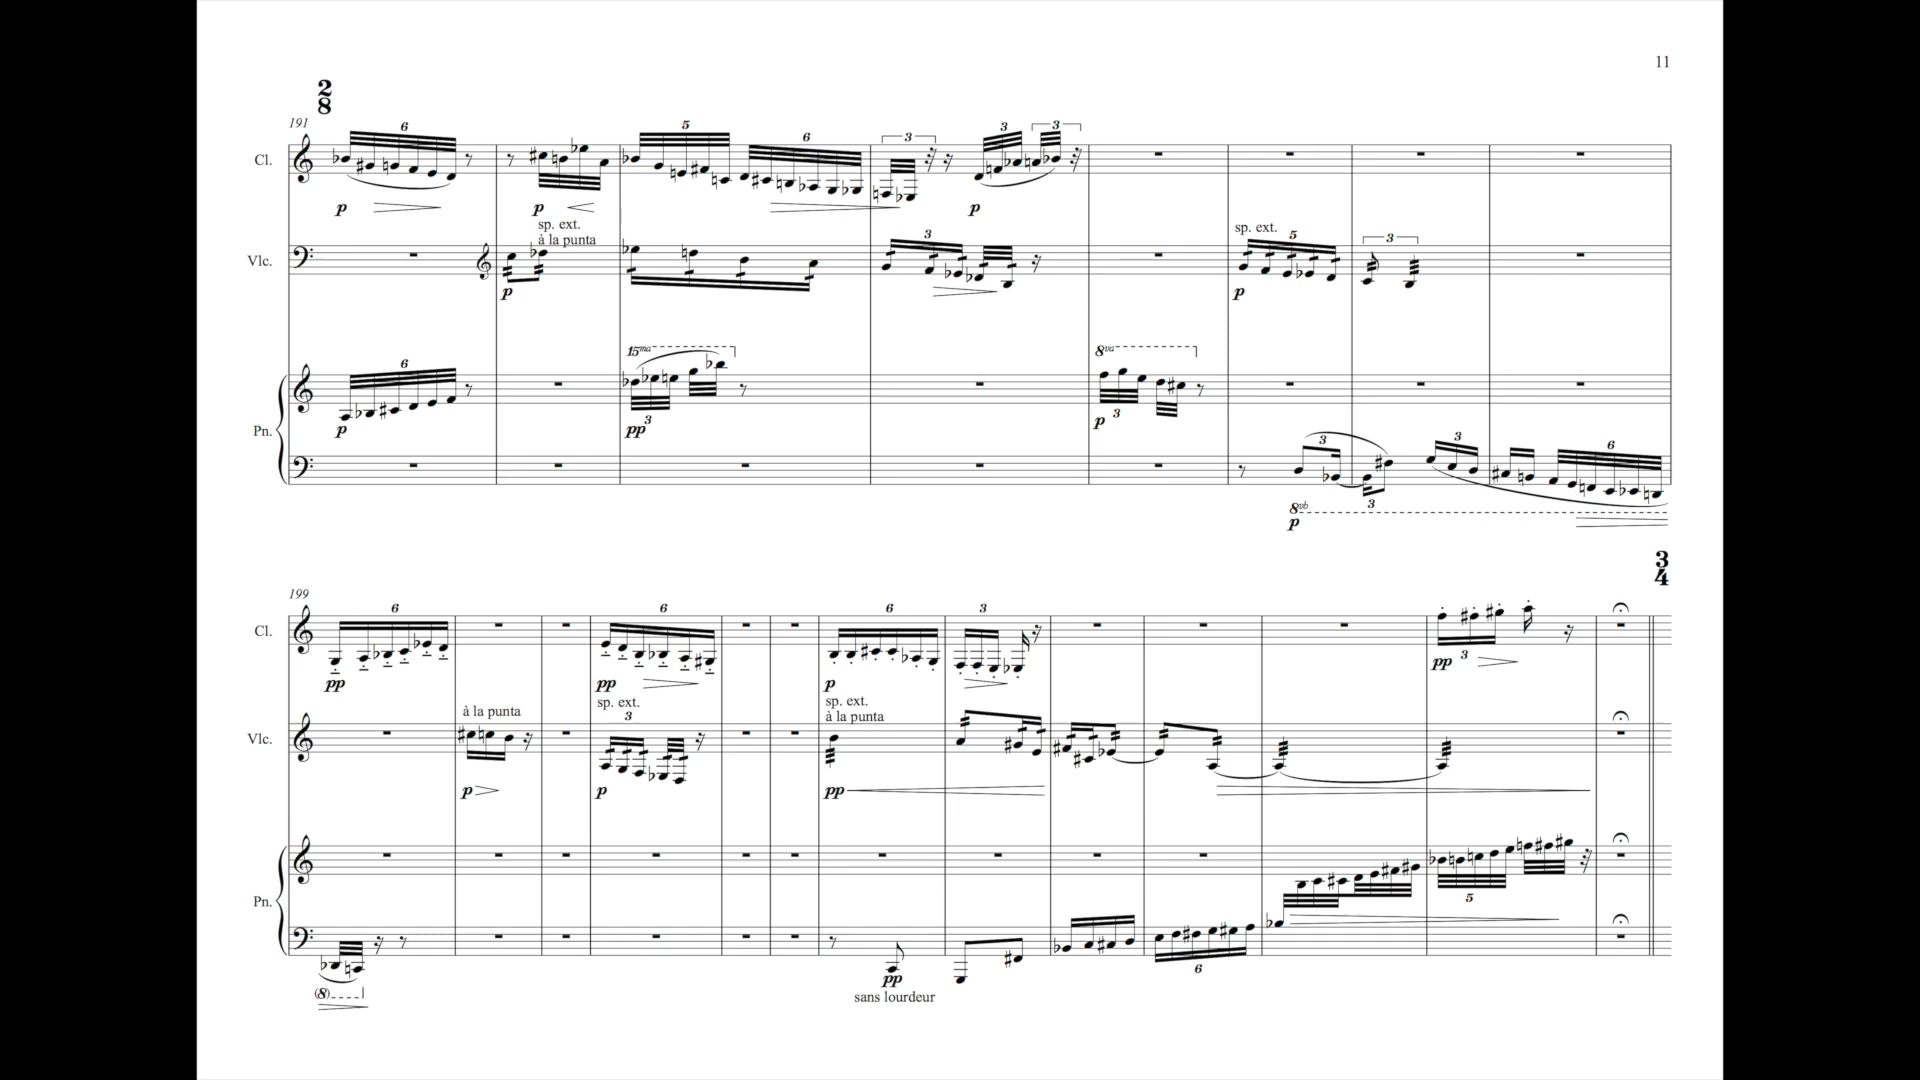 11
2
8
191
6
5
6
3
3
3
Cl.
p
p
p
sp. ext.
à la punta
sp. ext.
3
5
3
Vlc.
p
p
6
15ma
8va
p
3
pp
3
p
Pn.
3
3
6
3
8vb
p
3
4
199
6
6
6
3
Cl.
pp
pp
p
pp
3
à la punta
sp. ext.
3
sp. ext.
à la punta
Vlc.
p
p
pp
5
Pn.
6
pp
(8)
sans lourdeur